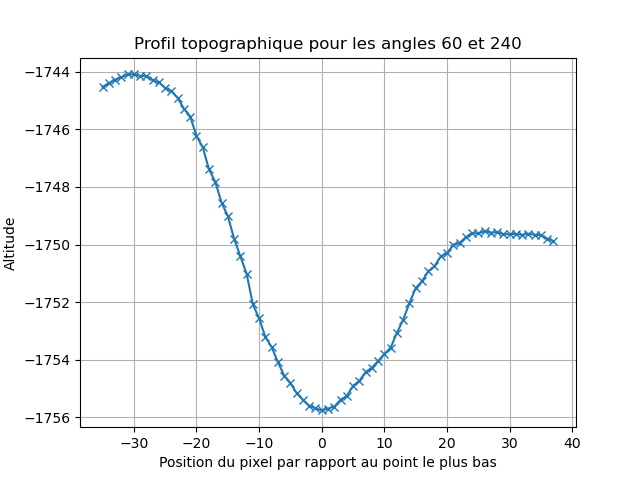 Profil topographique pour les angles 60 et 240
−1744
−1746
−1748
−1750
−1752
−1754
−1756
Altitude
−30 −20 −10 0 10 20 30 40
Position du pixel par rapport au point le plus bas